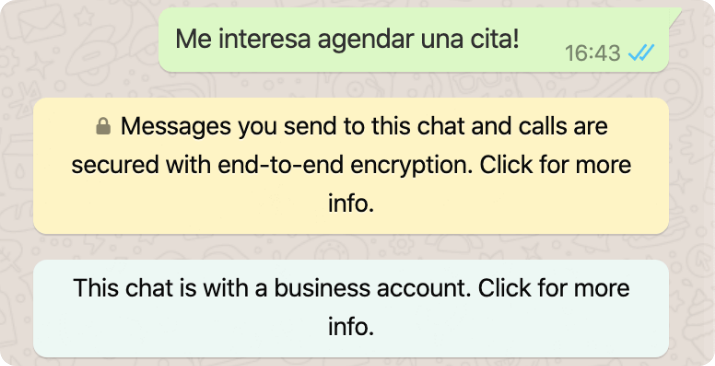 Me interesa agendar una cita!
16:43
Messages you send to this chat and calls are
secured with end-to-end encryption. Click for more
info.
This chat is with a business account. Click for more
info.